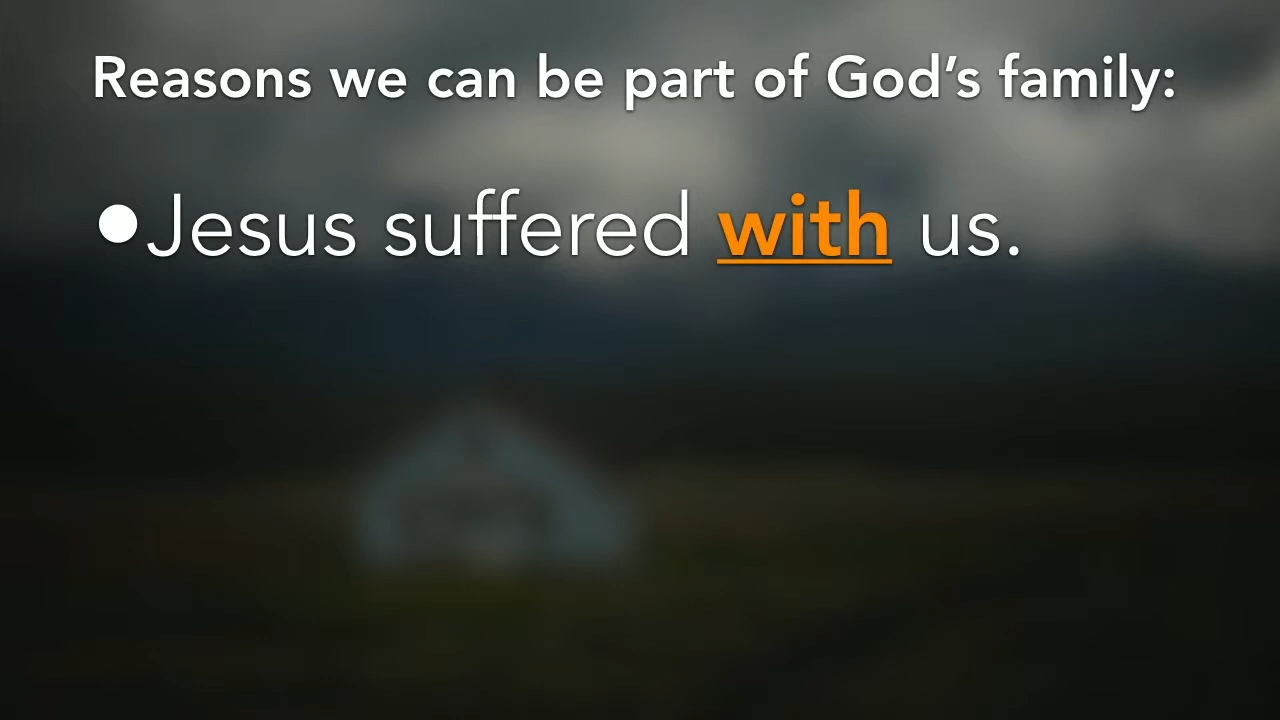 Reasons we can be part of God’s family:
•Jesus suffered with us.